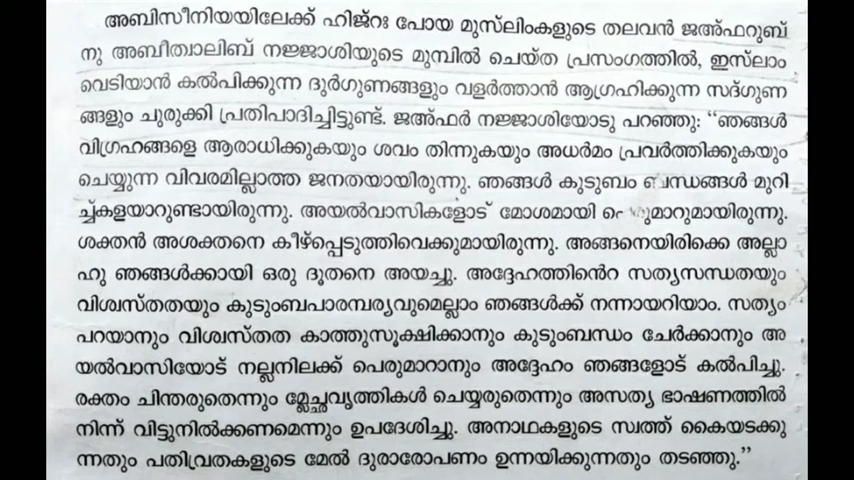 അബിസീനിയയിലേക്ക് ഹിജ്റഃ പോയ മുസ്‌ലിംകളുടെ തലവൻ ജഅ്ഫറുബ്
നു അബീത്വാലിബ് നജ്ജാശിയുടെ മുമ്പിൽ ചെയ്ത പ്രസംഗത്തിൽ, ഇസ്‌ലാം
വെടിയാൻ കൽപിക്കുന്ന ദുർഗുണങ്ങളും വളർത്താൻ ആഗ്രഹിക്കുന്ന സദ്ഗുണ
ങ്ങളും ചുരുക്കി പ്രതിപാദിച്ചിട്ടുണ്ട്. ജഅ്ഫർ നജ്ജാശിയോടു പറഞ്ഞു: “ഞങ്ങൾ
വിഗ്രഹങ്ങളെ ആരാധിക്കുകയും ശവം തിന്നുകയും അധർമം പ്രവർത്തിക്കുകയും
ചെയ്യുന്ന വിവരമില്ലാത്ത ജനതയായിരുന്നു. ഞങ്ങൾ കുടുബം ബന്ധങ്ങൾ മുറി
ച്ച്കളയാറുണ്ടായിരുന്നു. അയൽവാസികളോട് മോശമായി
ശക്തൻ അശക്തനെ കീഴ്പ്പെടുത്തിവെക്കുമായിരുന്നു. അങ്ങനെയിരിക്കെ അല്ലാ
ഹു ഞങ്ങൾക്കായി ഒരു ദൂതനെ അയച്ചു. അദ്ദേഹത്തിൻെറ സത്യസന്ധതയും
വിശ്വസ്തതയും കുടുംബപാരമ്പര്യവുമെല്ലാം ഞങ്ങൾക്ക് നന്നായറിയാം. സത്യം
പറയാനും വിശ്വസ്തത കാത്തുസൂക്ഷിക്കാനും കുടുംബന്ധം ചേർക്കാനും അ
യൽവാസിയോട് നല്ലനിലക്ക് പെരുമാറാനും അദ്ദേഹം ഞങ്ങളോട് കൽപിച്ചു.
രക്തം ചിന്തരുതെന്നും മ്ലേച്ഛവൃത്തികൾ ചെയ്യരുതെന്നും അസത്യ ഭാഷണത്തിൽ
നിന്ന് വിട്ടുനിൽക്കണമെന്നും ഉപദേശിച്ചു. അനാഥകളുടെ സ്വത്ത് കൈയടക്കു
ന്നതും പതിവ്രതകളുടെ മേൽ ദുരാരോപണം ഉന്നയിക്കുന്നതും തടഞ്ഞു.”